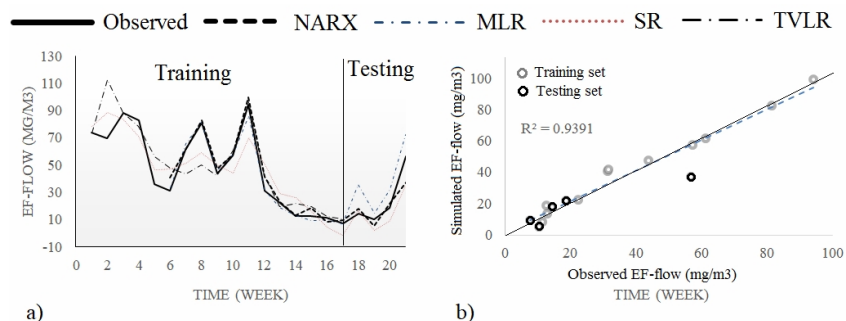 Observed NARX MLR SR TVLR
a)
EF-FLOW (MG/M3)
130
110
90
70
50
30
10
-10
Training Testing
0 2 4 6 8 10 12 14 16 18 20
TIME (WEEK)
b)
Simulated EF-flow (mg/m3)
100
80
60
40
20
0
Training set
Testing set
R² = 0.9391
0 20 40 60 80 100
Observed EF-flow (mg/m3)
TIME (WEEK)